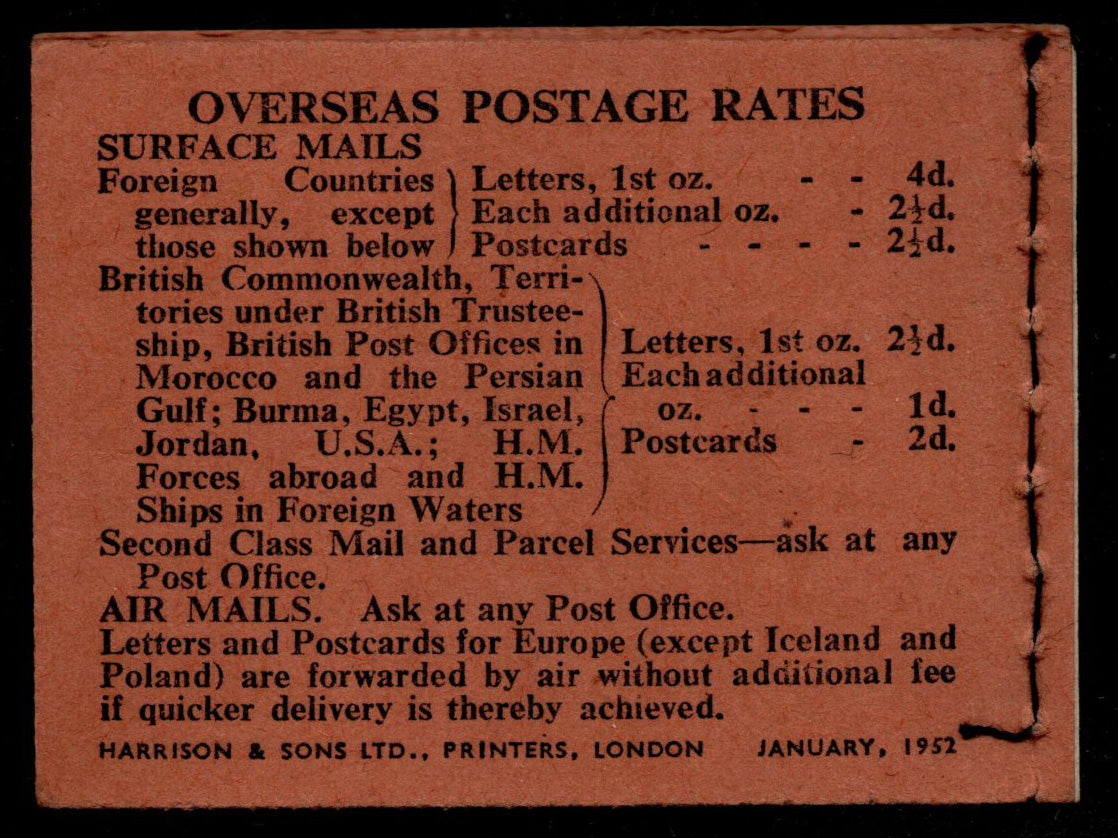 OVERSEAS POSTAGE RATES
SURFACE MAILS
Foreign Countries } Letters, 1st oz. - - 4d.
generally, except } Each additional oz. - 2½d.
those shown below } Postcards - - - - 2½d.
British Commonwealth, Terri-
tories under British Trustee-
ship, British Post Offices in } Letters, 1st oz. 2½d.
Morocco and the Persian } Each additional
Gulf; Burma, Egypt, Israel, } oz. - - - 1d.
Jordan, U.S.A.; H.M. } Postcards - 2d.
Forces abroad and H.M.
Ships in Foreign Waters
Second Class Mail and Parcel Services—ask at any
Post Office.
AIR MAILS. Ask at any Post Office.
Letters and Postcards for Europe (except Iceland and
Poland) are forwarded by air without additional fee
if quicker delivery is thereby achieved.
HARRISON & SONS LTD., PRINTERS, LONDON JANUARY, 1952